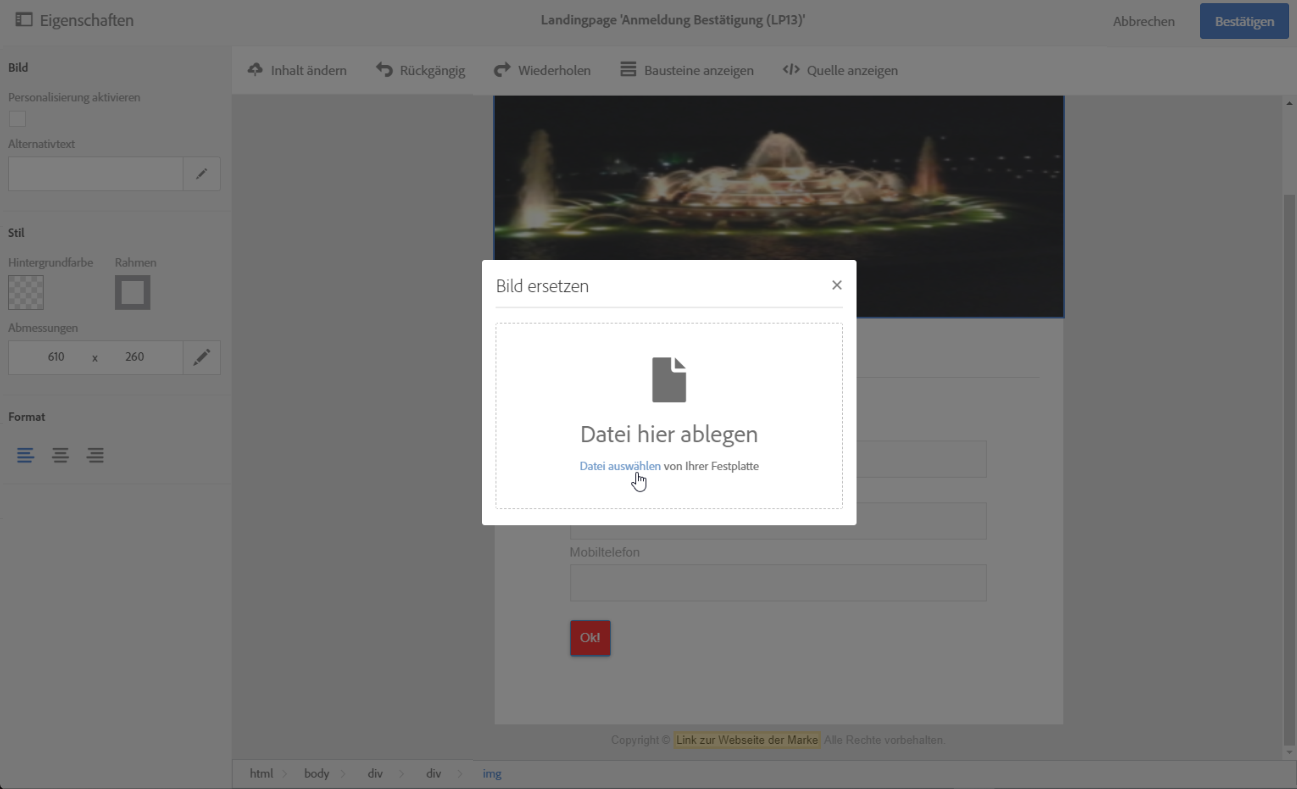 Eigenschaften
Landingpage 'Anmeldung Bestätigung (LP13)'
Abbrechen
Bestätigen
Bild
Inhalt ändern
Rückgängig
Wiederholen
Bausteine anzeigen
</> Quelle anzeigen
Personalisierung aktivieren
Alternativtext
Stil
Hintergrundfarbe
Rahmen
Abmessungen
610 x 260
Format
Bild ersetzen
×
Datei hier ablegen
Datei auswählen von Ihrer Festplatte
Mobiltelefon
Ok!
Copyright © Link zur Webseite der Marke Alle Rechte vorbehalten.
html
body
div
div
img